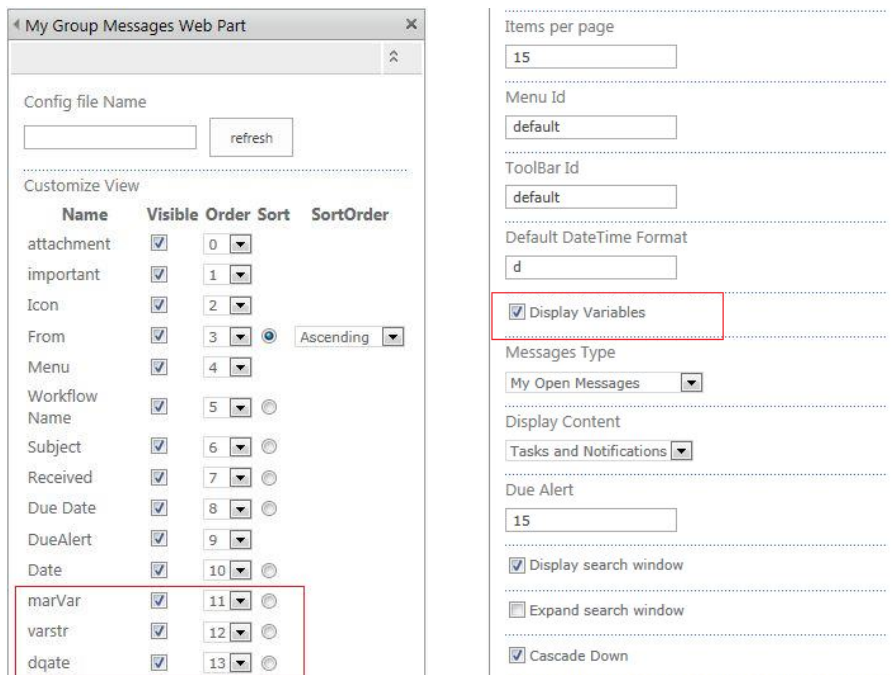 My Group Messages Web Part
Config file Name
refresh
Customize View
Name Visible Order Sort SortOrder
attachment 0
important 1
Icon 2
From 3 Ascending
Menu 4
Workflow
Name 5
Subject 6
Received 7
Due Date 8
DueAlert 9
Date 10
marVar 11
varstr 12
dqate 13
Items per page
15
Menu Id
default
ToolBar Id
default
Default DateTime Format
d
Display Variables
Messages Type
My Open Messages
Display Content
Tasks and Notifications
Due Alert
15
Display search window
Expand search window
Cascade Down